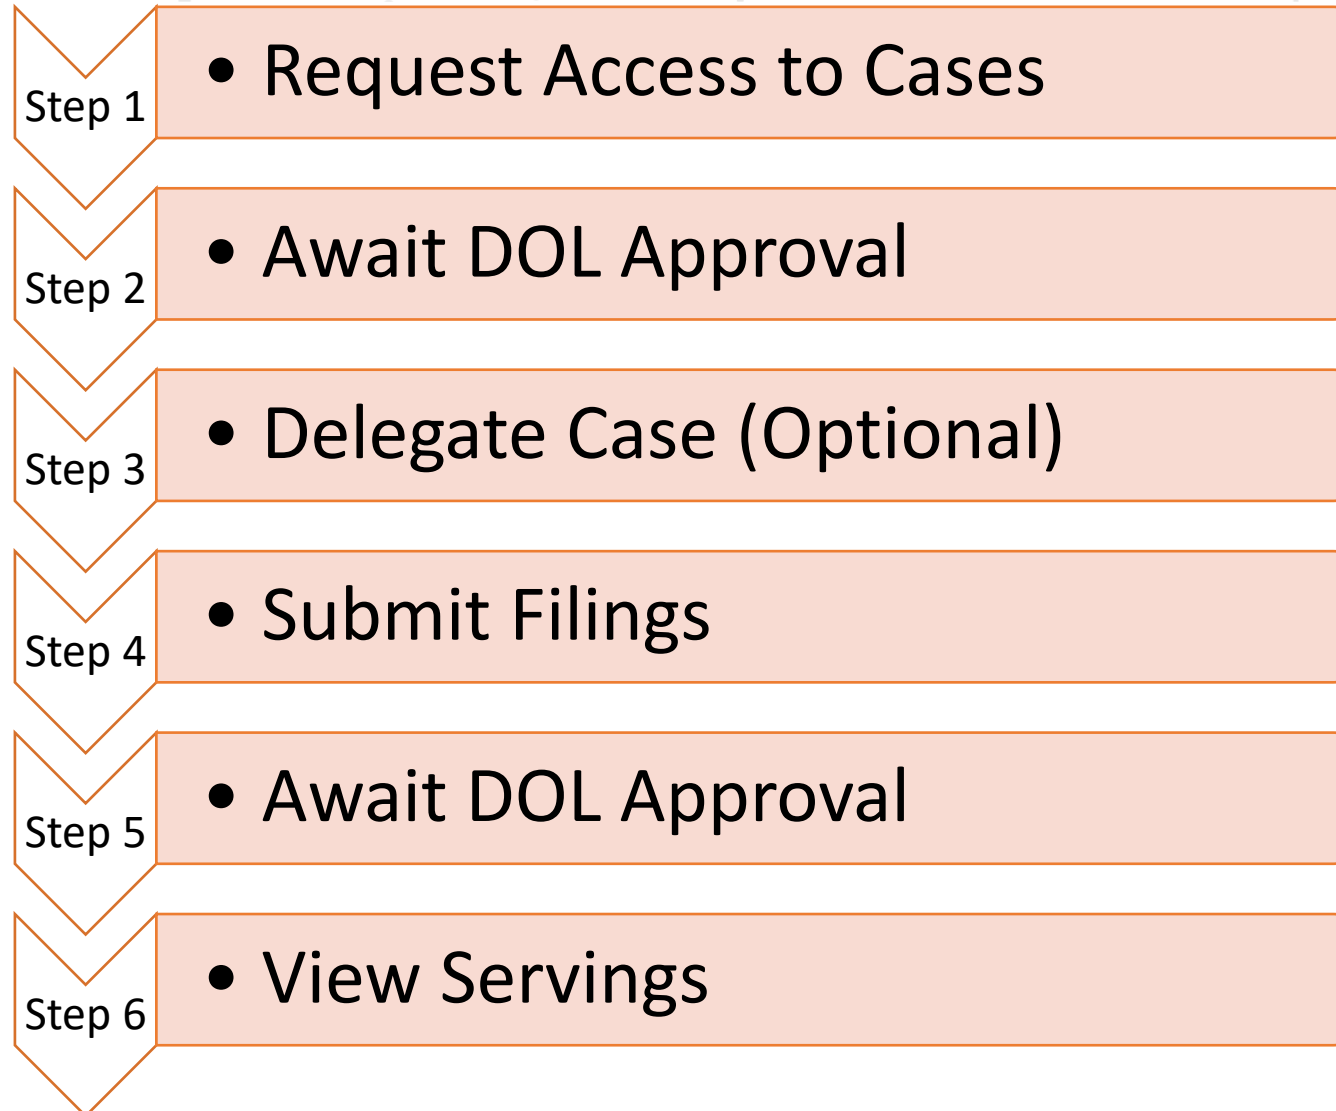 Step 1
• Request Access to Cases
Step 2
• Await DOL Approval
Step 3
• Delegate Case (Optional)
Step 4
• Submit Filings
Step 5
• Await DOL Approval
Step 6
• View Servings